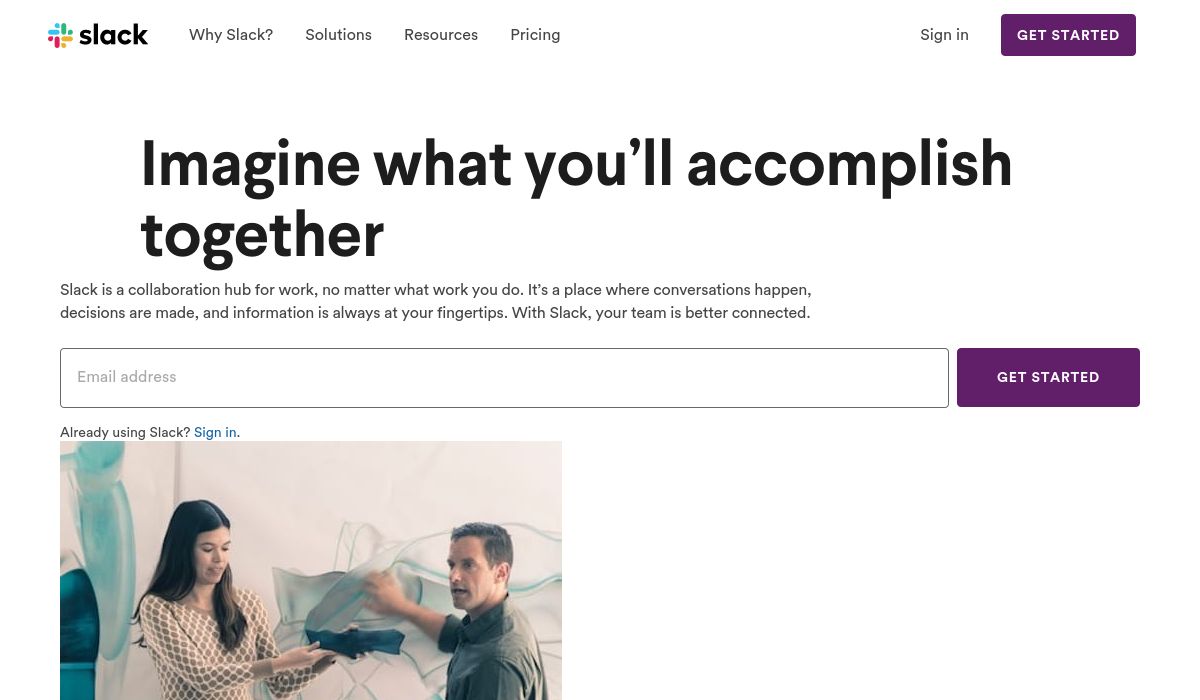 slack
Why Slack?
Solutions
Resources
Pricing
Sign in
GET STARTED
Imagine what you’ll accomplish
together
Slack is a collaboration hub for work, no matter what work you do. It’s a place where conversations happen,
decisions are made, and information is always at your fingertips. With Slack, your team is better connected.
Email address
GET STARTED
Already using Slack? Sign in.